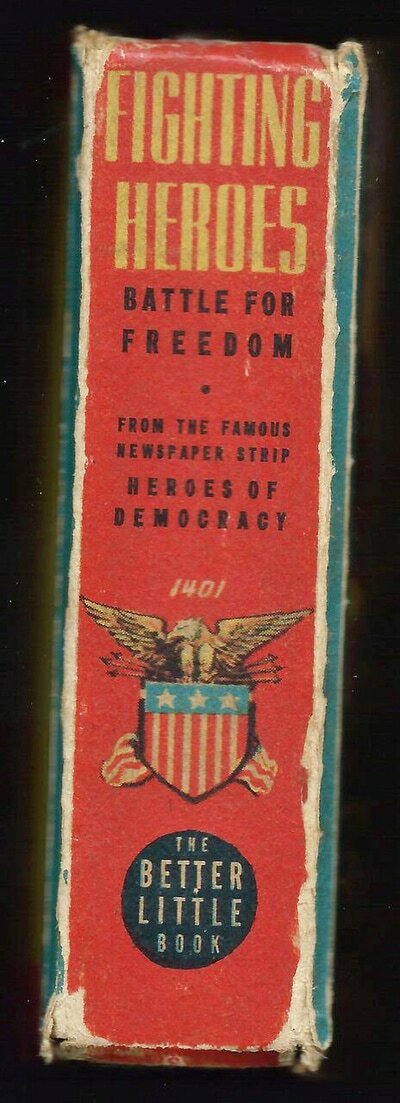 FIGHTING
HEROES
BATTLE FOR
FREEDOM
•
FROM THE FAMOUS
NEWSPAPER STRIP
HEROES OF
DEMOCRACY
1401
THE
BETTER
LITTLE
BOOK